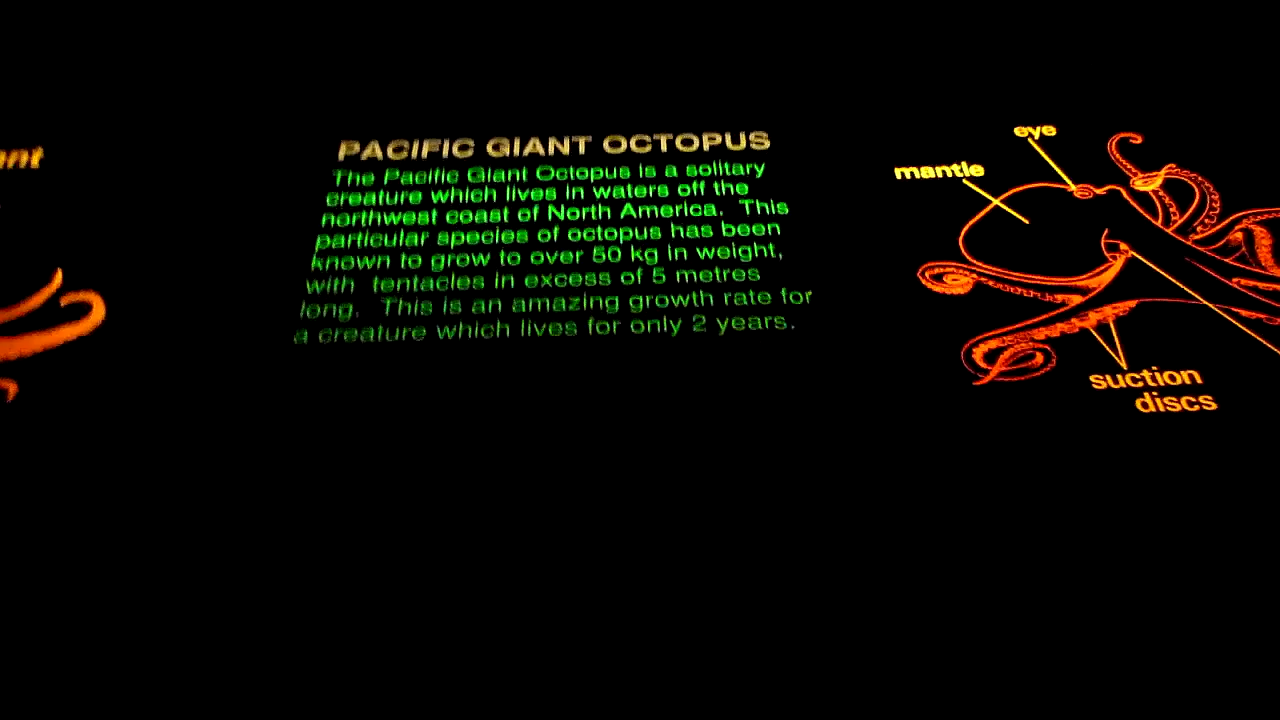 PACIFIC GIANT OCTOPUS
The Pacific Giant Octopus is a solitary
creature which lives in waters off the
northwest coast of North America. This
particular species of octopus has been
known to grow to over 50 kg in weight,
with tentacles in excess of 5 metres
long. This is an amazing growth rate for
a creature which lives for only 2 years.
eye
mantle
suction
discs